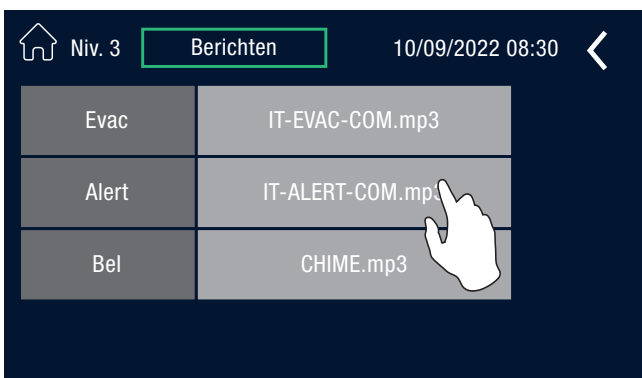 Niv. 3 Berichten 10/09/2022 08:30
Evac IT-EVAC-COM.mp3
Alert IT-ALERT-COM.mp3
Bel CHIME.mp3